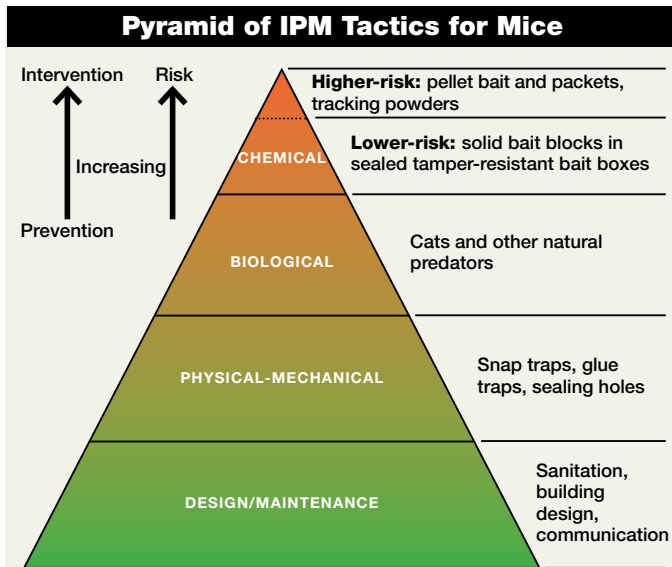 Pyramid of IPM Tactics for Mice
Intervention
Risk
Increasing
Prevention
Higher-risk: pellet bait and packets,
tracking powders
CHEMICAL
Lower-risk: solid bait blocks in
sealed tamper-resistant bait boxes
BIOLOGICAL
Cats and other natural
predators
PHYSICAL-MECHANICAL
Snap traps, glue
traps, sealing holes
DESIGN/MAINTENANCE
Sanitation,
building
design,
communication